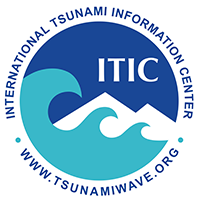 INTERNATIONAL TSUNAMI INFORMATION CENTER
ITIC
• WWW.TSUNAMIWAVE.ORG •